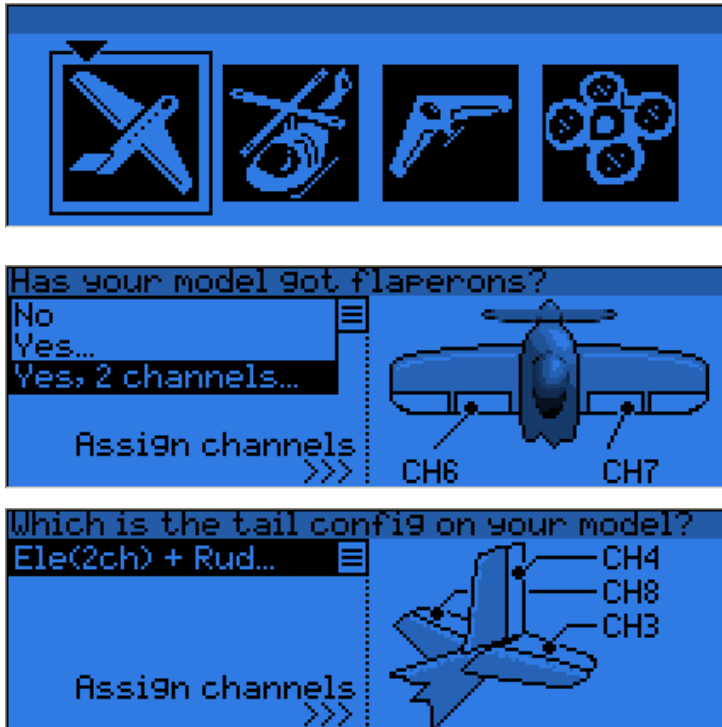 Has your model got flaperons?
No
Yes...
Yes, 2 channels...
Assign channels
>>>
CH6
CH7
Which is the tail config on your model?
Ele(2ch) + Rud...
CH4
CH8
CH3
Assign channels
>>>